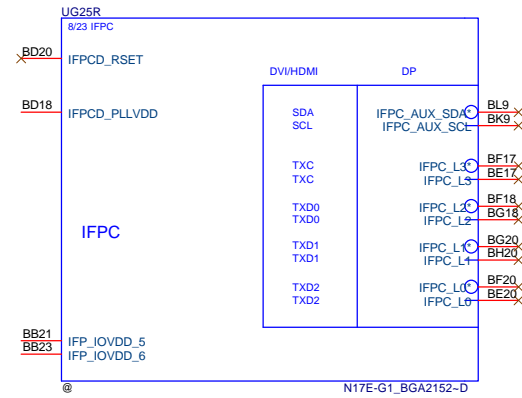 UG25R
8/23 IFPC
BD20 IFPCD_RSET
DVI/HDMI DP
BD18 IFPCD_PLLVDD
SDA IFPC_AUX_SDA* BL9
SCL IFPC_AUX_SCL BK9
TXC IFPC_L3* BF17
TXC IFPC_L3 BE17
TXD0 IFPC_L2* BF18
TXD0 IFPC_L2 BG18
IFPC
TXD1 IFPC_L1* BG20
TXD1 IFPC_L1 BH20
TXD2 IFPC_L0* BF20
TXD2 IFPC_L0 BE20
BB21 IFP_IOVDD_5
BB23 IFP_IOVDD_6
@ N17E-G1_BGA2152~D